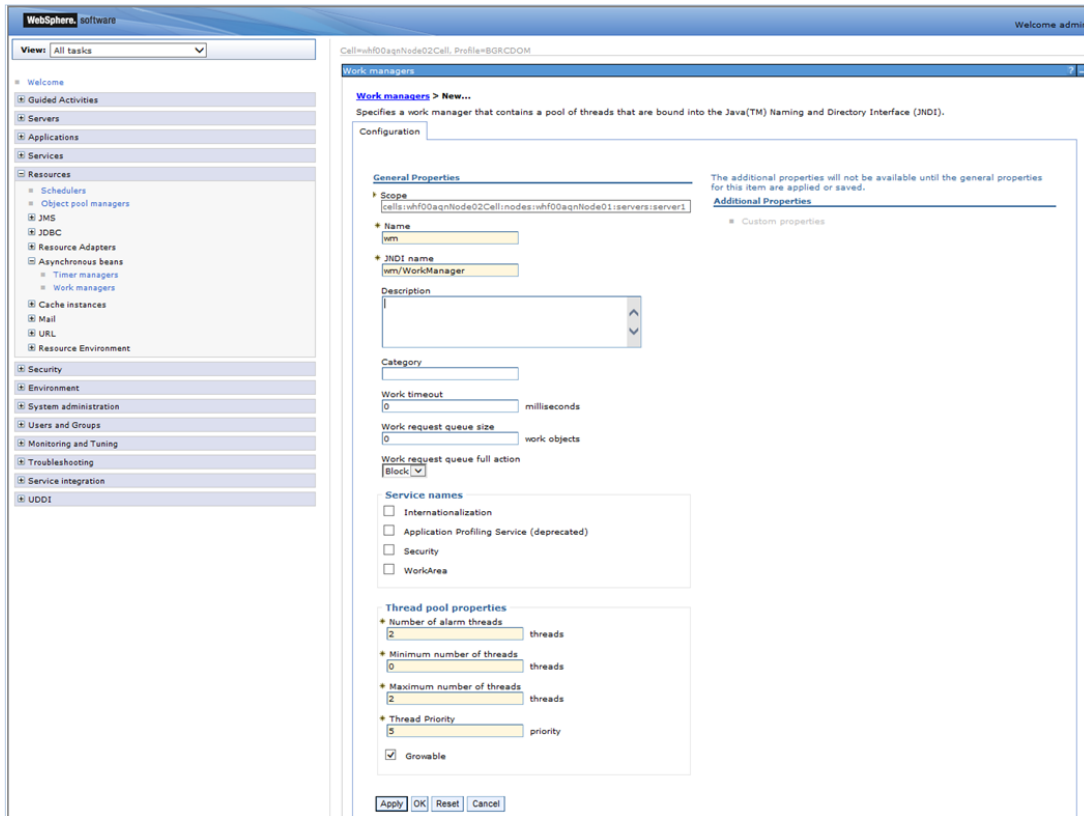 WebSphere. software
Welcome admi
View: All tasks
Cell=whf00aqnNode02Cell, Profile=BGRCDOM
Work managers
?
Welcome
Guided Activities
Servers
Applications
Services
Resources
Schedulers
Object pool managers
JMS
JDBC
Resource Adapters
Asynchronous beans
Timer managers
Work managers
Cache instances
Mail
URL
Resource Environment
Security
Environment
System administration
Users and Groups
Monitoring and Tuning
Troubleshooting
Service integration
UDDI
Work managers > New...
Specifies a work manager that contains a pool of threads that are bound into the Java(TM) Naming and Directory Interface (JNDI).
Configuration
General Properties
Scope
cells:whf00aqnNode02Cell:nodes:whf00aqnNode01:servers:server1
* Name
wm
* JNDI name
wm/WorkManager
Description
Category
Work timeout
0 milliseconds
Work request queue size
0 work objects
Work request queue full action
Block
Service names
Internationalization
Application Profiling Service (deprecated)
Security
WorkArea
Thread pool properties
* Number of alarm threads
2 threads
* Minimum number of threads
0 threads
* Maximum number of threads
2 threads
* Thread Priority
5 priority
Growable
Apply OK Reset Cancel
The additional properties will not be available until the general properties
for this item are applied or saved.
Additional Properties
Custom properties